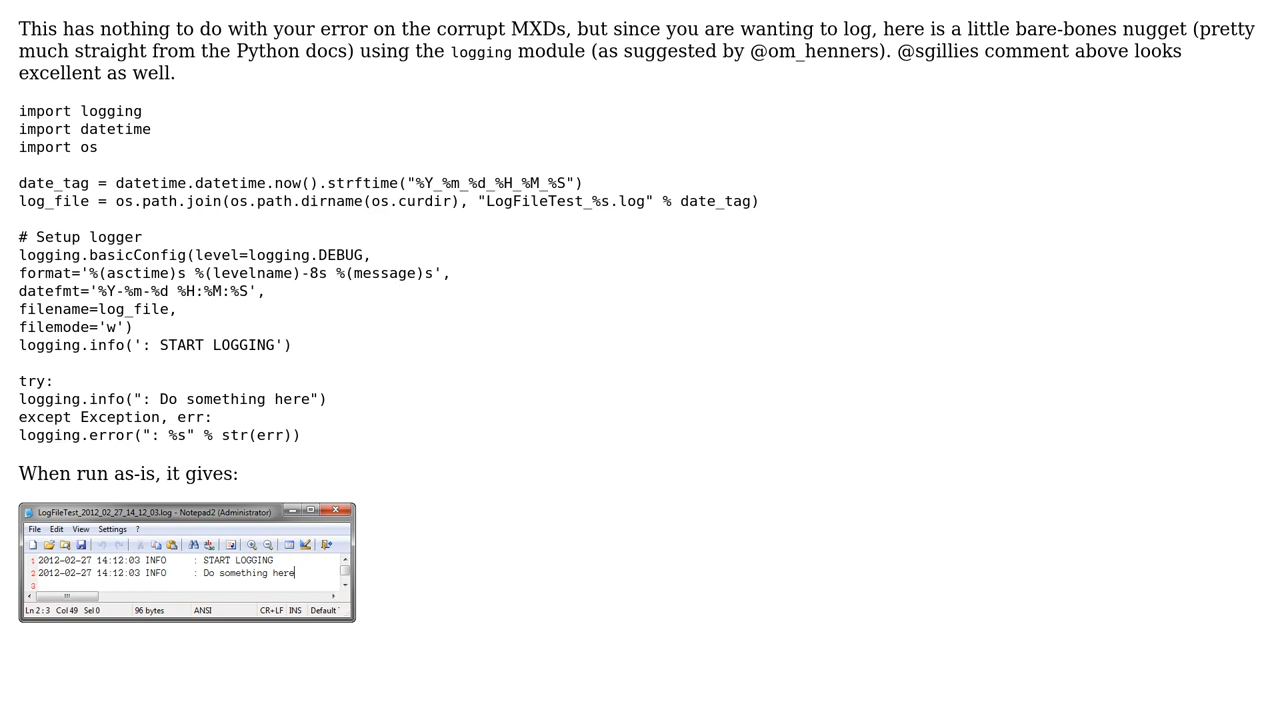 This has nothing to do with your error on the corrupt MXDs, but since you are wanting to log, here is a little bare-bones nugget (pretty
much straight from the Python docs) using the logging module (as suggested by @om_henners). @sgillies comment above looks
excellent as well.
import logging
import datetime
import os
date_tag = datetime.datetime.now().strftime("%Y_%m_%d_%H_%M_%S")
log_file = os.path.join(os.path.dirname(os.curdir), "LogFileTest_%s.log" % date_tag)
# Setup logger
logging.basicConfig(level=logging.DEBUG,
format='%(asctime)s %(levelname)-8s %(message)s',
datefmt='%Y-%m-%d %H:%M:%S',
filename=log_file,
filemode='w')
logging.info(': START LOGGING')
try:
logging.info(": Do something here")
except Exception, err:
logging.error(": %s" % str(err))
When run as-is, it gives:
LogFileTest_2012_02_27_14_12_03.log - Notepad2 (Administrator)
File Edit View Settings ?
1 2012-02-27 14:12:03 INFO : START LOGGING
2 2012-02-27 14:12:03 INFO : Do something here
3
Ln 2 : 3 Col 49 Sel 0 96 bytes ANSI CR+LF INS Default